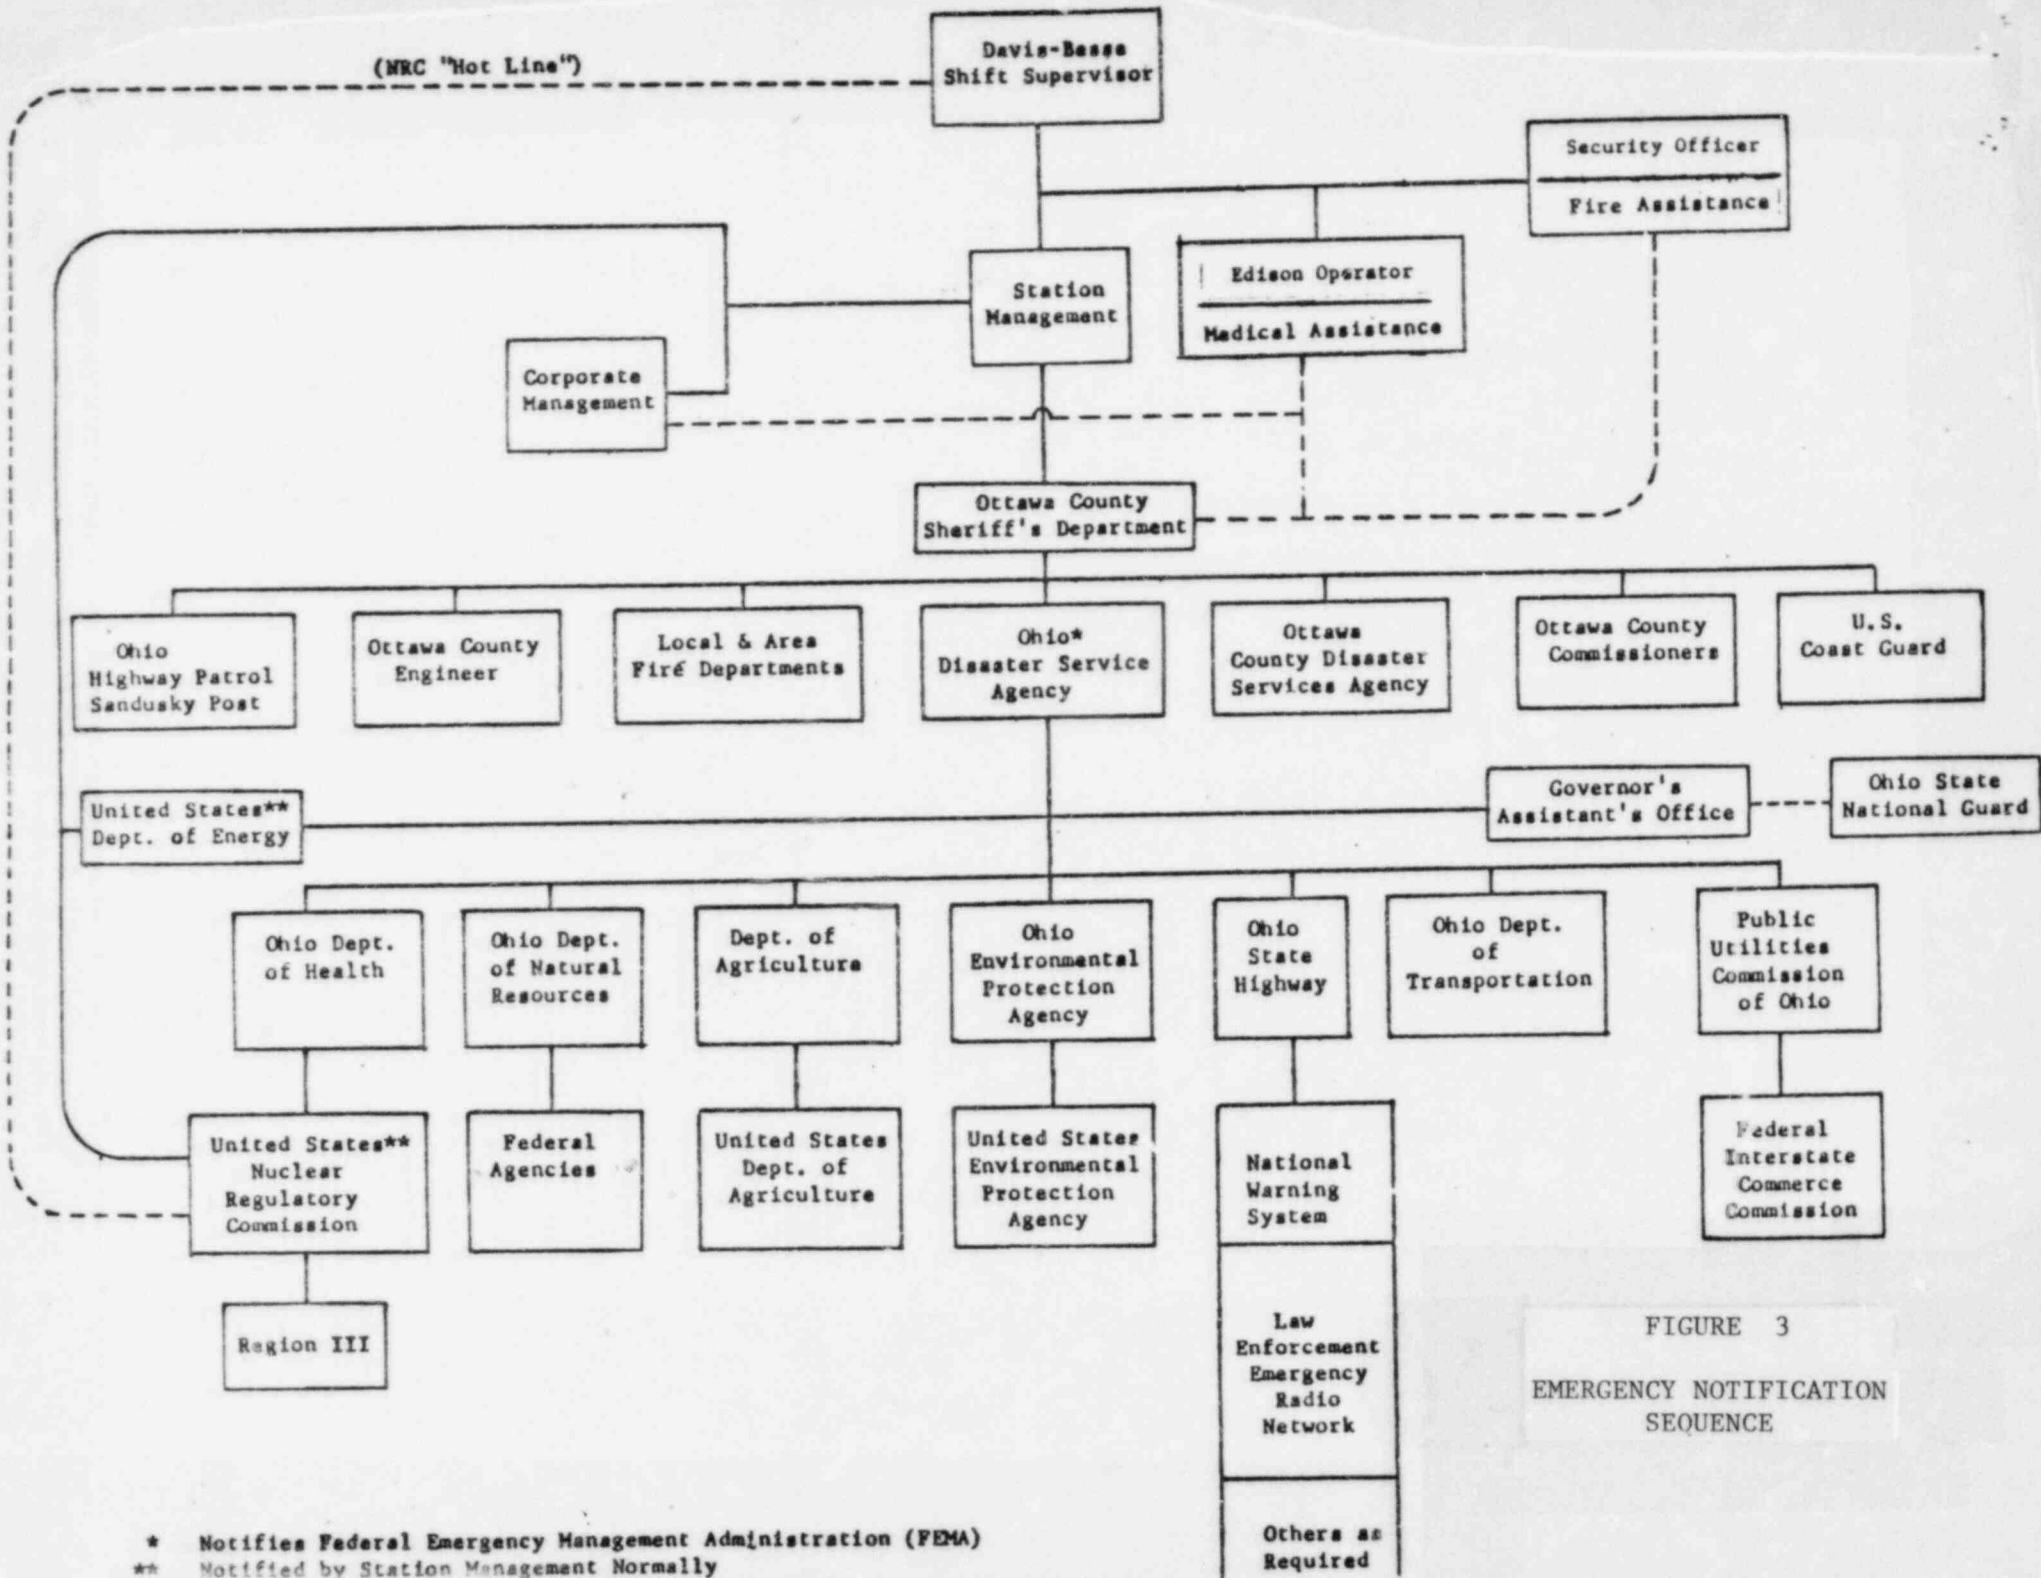 (NRC "Hot Line")
Davis-Besse
Shift Supervisor
Security Officer
Fire Assistance
Edison Operator
Medical Assistance
Station
Management
Corporate
Management
Ottawa County
Sheriff's Department
Ohio
Highway Patrol
Sandusky Post
Ottawa County
Engineer
Local & Area
Fire Departments
Ohio*
Disaster Service
Agency
Ottawa
County Disaster
Services Agency
Ottawa County
Commissioners
U.S.
Coast Guard
United States**
Dept. of Energy
Governor's
Assistant's Office
Ohio State
National Guard
Ohio Dept.
of Health
Ohio Dept.
of Natural
Resources
Dept. of
Agriculture
Ohio
Environmental
Protection
Agency
Ohio
State
Highway
Ohio Dept.
of
Transportation
Public
Utilities
Commission
of Ohio
United States**
Nuclear
Regulatory
Commission
Federal
Agencies
United States
Dept. of
Agriculture
United States
Environmental
Protection
Agency
National
Warning
System
Federal
Interstate
Commerce
Commission
Region III
Law
Enforcement
Emergency
Radio
Network
Others as
Required
FIGURE 3
EMERGENCY NOTIFICATION
SEQUENCE
* Notifies Federal Emergency Management Administration (FEMA)
** Notified by Station Management Normally